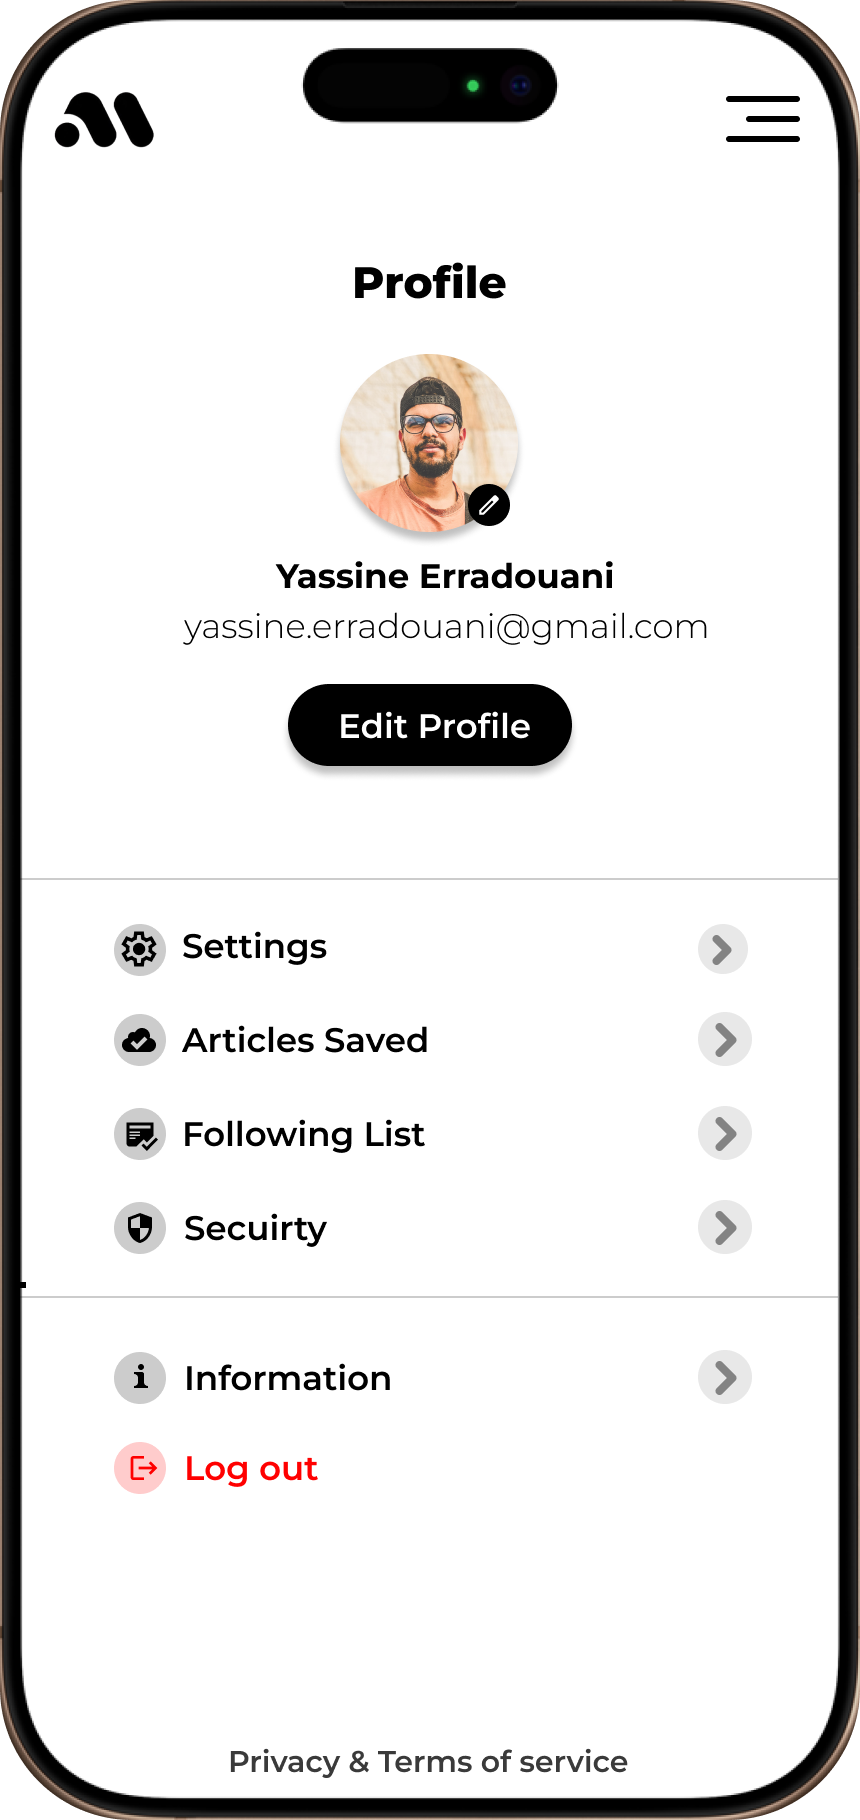 Profile
Yassine Erradouani
yassine.erradouani@gmail.com
Edit Profile
Settings
Articles Saved
Following List
Secuirty
Information
Log out
Privacy & Terms of service